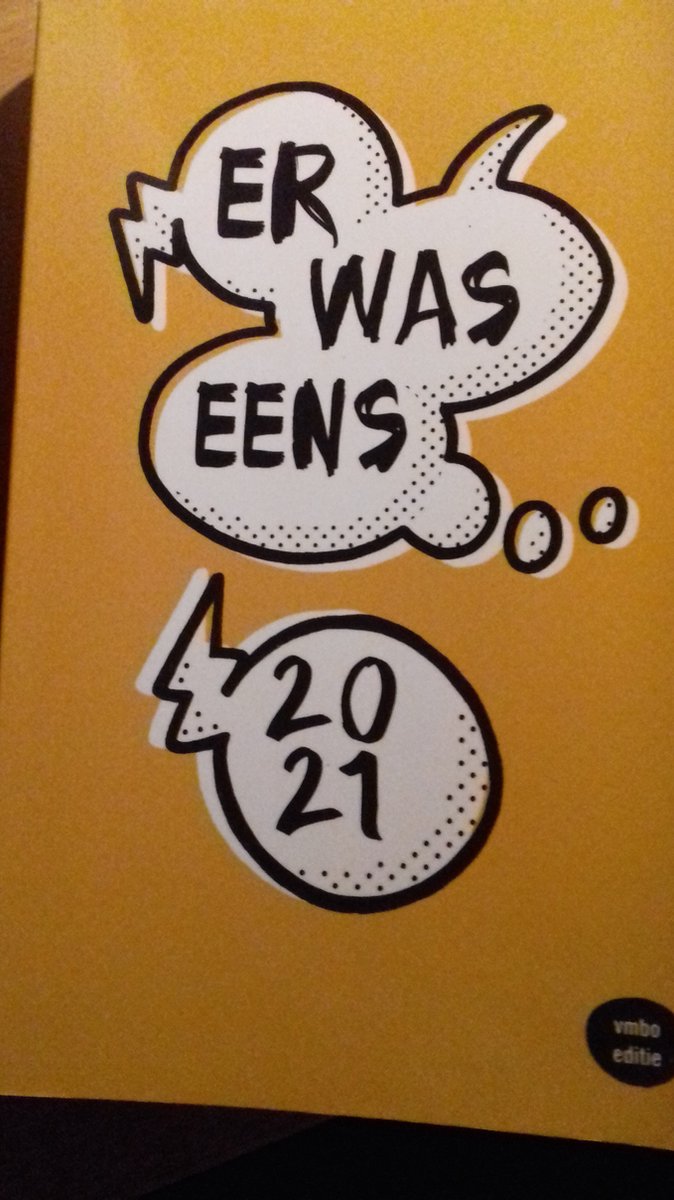 ER
WAS
EENS
20
21
vmbo
editie